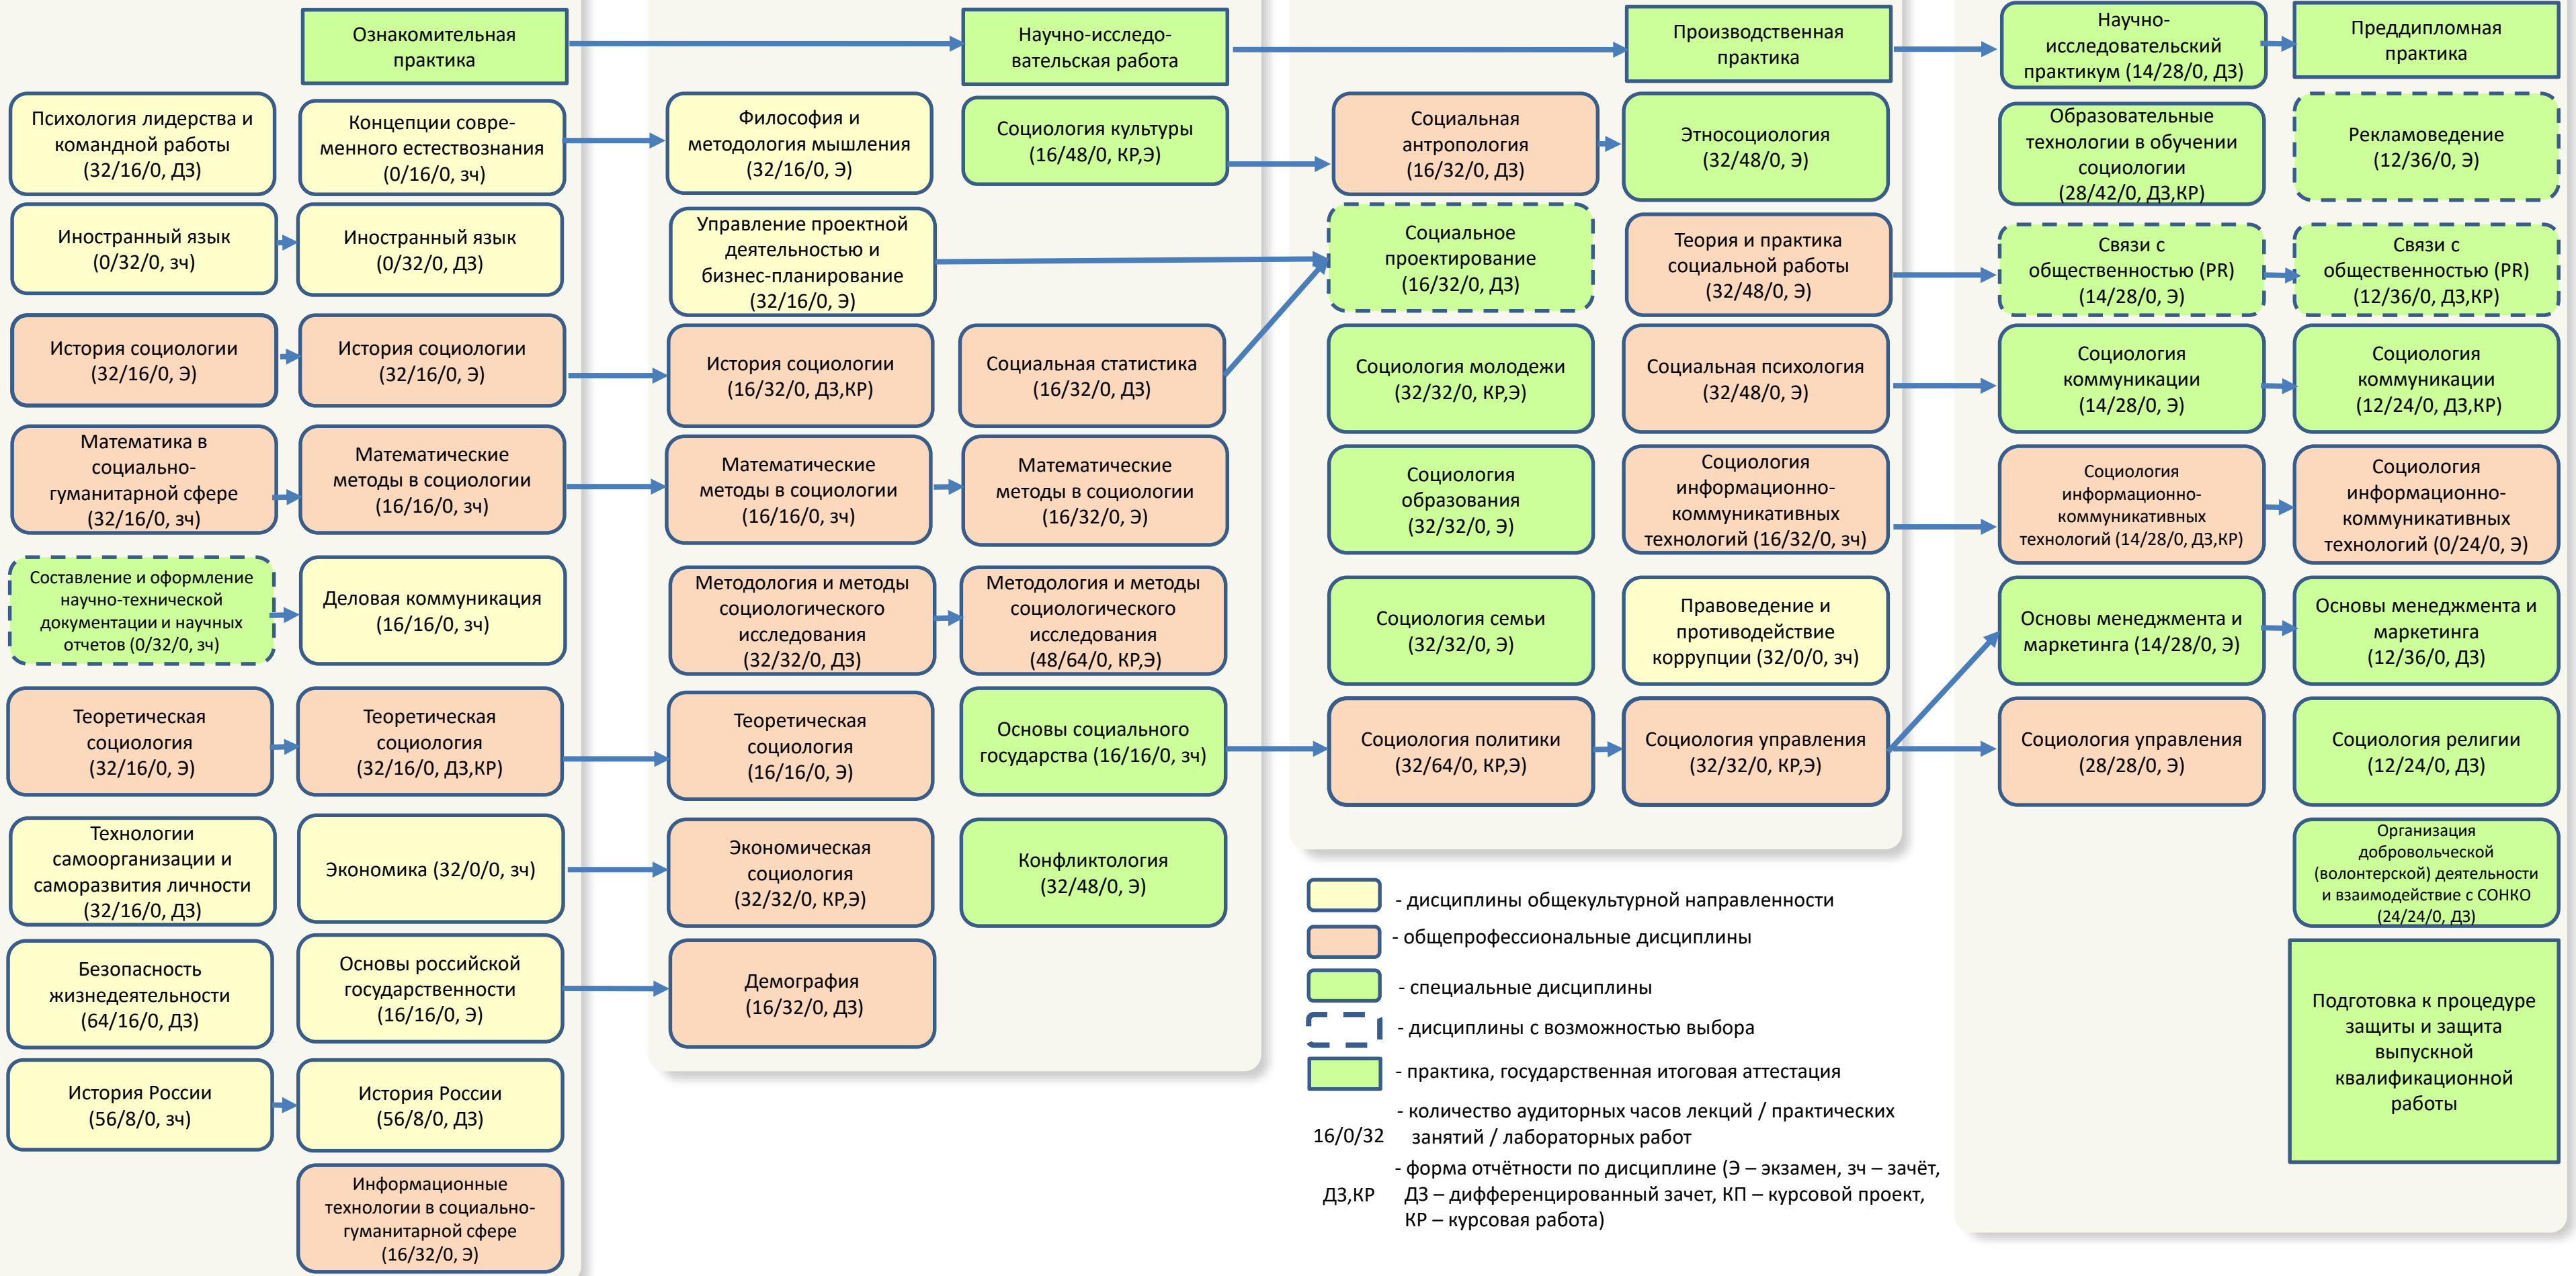 Ознакомительная
практика
Психология лидерства и
командной работы
(32/16/0, ДЗ)
Концепции совре-
менного естествознания
(0/16/0, зч)
Иностранный язык
(0/32/0, зч)
Иностранный язык
(0/32/0, ДЗ)
История социологии
(32/16/0, Э)
История социологии
(32/16/0, Э)
Математика в
социально-
гуманитарной сфере
(32/16/0, зч)
Математические
методы в социологии
(16/16/0, зч)
Составление и оформление
научно-технической
документации и научных
отчетов (0/32/0, зч)
Деловая коммуникация
(16/16/0, зч)
Теоретическая
социология
(32/16/0, Э)
Теоретическая
социология
(32/16/0, ДЗ,КР)
Технологии
самоорганизации и
саморазвития личности
(32/16/0, ДЗ)
Экономика (32/0/0, зч)
Безопасность
жизнедеятельности
(64/16/0, ДЗ)
Основы российской
государственности
(16/16/0, Э)
История России
(56/8/0, зч)
История России
(56/8/0, ДЗ)
Информационные
технологии в социально-
гуманитарной сфере
(16/32/0, Э)
Научно-исследо-
вательская работа
Философия и
методология мышления
(32/16/0, Э)
Социология культуры
(16/48/0, КР,Э)
Управление проектной
деятельностью и
бизнес-планирование
(32/16/0, Э)
История социологии
(16/32/0, ДЗ,КР)
Социальная статистика
(16/32/0, ДЗ)
Математические
методы в социологии
(16/16/0, зч)
Математические
методы в социологии
(16/32/0, Э)
Методология и методы
социологического
исследования
(32/32/0, ДЗ)
Методология и методы
социологического
исследования
(48/64/0, КР,Э)
Теоретическая
социология
(16/16/0, Э)
Основы социального
государства (16/16/0, зч)
Экономическая
социология
(32/32/0, КР,Э)
Конфликтология
(32/48/0, Э)
Демография
(16/32/0, ДЗ)
Производственная
практика
Социальная
антропология
(16/32/0, ДЗ)
Этносоциология
(32/48/0, Э)
Социальное
проектирование
(16/32/0, ДЗ)
Теория и практика
социальной работы
(32/48/0, Э)
Социология молодежи
(32/32/0, КР,Э)
Социальная психология
(32/48/0, Э)
Социология
образования
(32/32/0, Э)
Социология
информационно-
коммуникативных
технологий (16/32/0, зч)
Социология семьи
(32/32/0, Э)
Правоведение и
противодействие
коррупции (32/0/0, зч)
Социология политики
(32/64/0, КР,Э)
Социология управления
(32/32/0, КР,Э)
- дисциплины общекультурной направленности
- общепрофессиональные дисциплины
- специальные дисциплины
- дисциплины с возможностью выбора
- практика, государственная итоговая аттестация
16/0/32
- количество аудиторных часов лекций / практических
занятий / лабораторных работ
ДЗ,КР
- форма отчётности по дисциплине (Э – экзамен, зч – зачёт,
ДЗ – дифференцированный зачет, КП – курсовой проект,
КР – курсовая работа)
Научно-
исследовательский
практикум (14/28/0, ДЗ)
Преддипломная
практика
Образовательные
технологии в обучении
социологии
(28/42/0, ДЗ,КР)
Рекламоведение
(12/36/0, Э)
Связи с
общественностью (PR)
(14/28/0, Э)
Связи с
общественностью (PR)
(12/36/0, ДЗ,КР)
Социология
коммуникации
(14/28/0, Э)
Социология
коммуникации
(12/24/0, ДЗ,КР)
Социология
информационно-
коммуникативных
технологий (14/28/0, ДЗ,КР)
Социология
информационно-
коммуникативных
технологий (0/24/0, Э)
Основы менеджмента и
маркетинга (14/28/0, Э)
Основы менеджмента и
маркетинга
(12/36/0, ДЗ)
Социология управления
(28/28/0, Э)
Социология религии
(12/24/0, ДЗ)
Организация
добровольческой
(волонтерской) деятельности
и взаимодействие с СОНКО
(24/24/0, ДЗ)
Подготовка к процедуре
защиты и защита
выпускной
квалификационной
работы